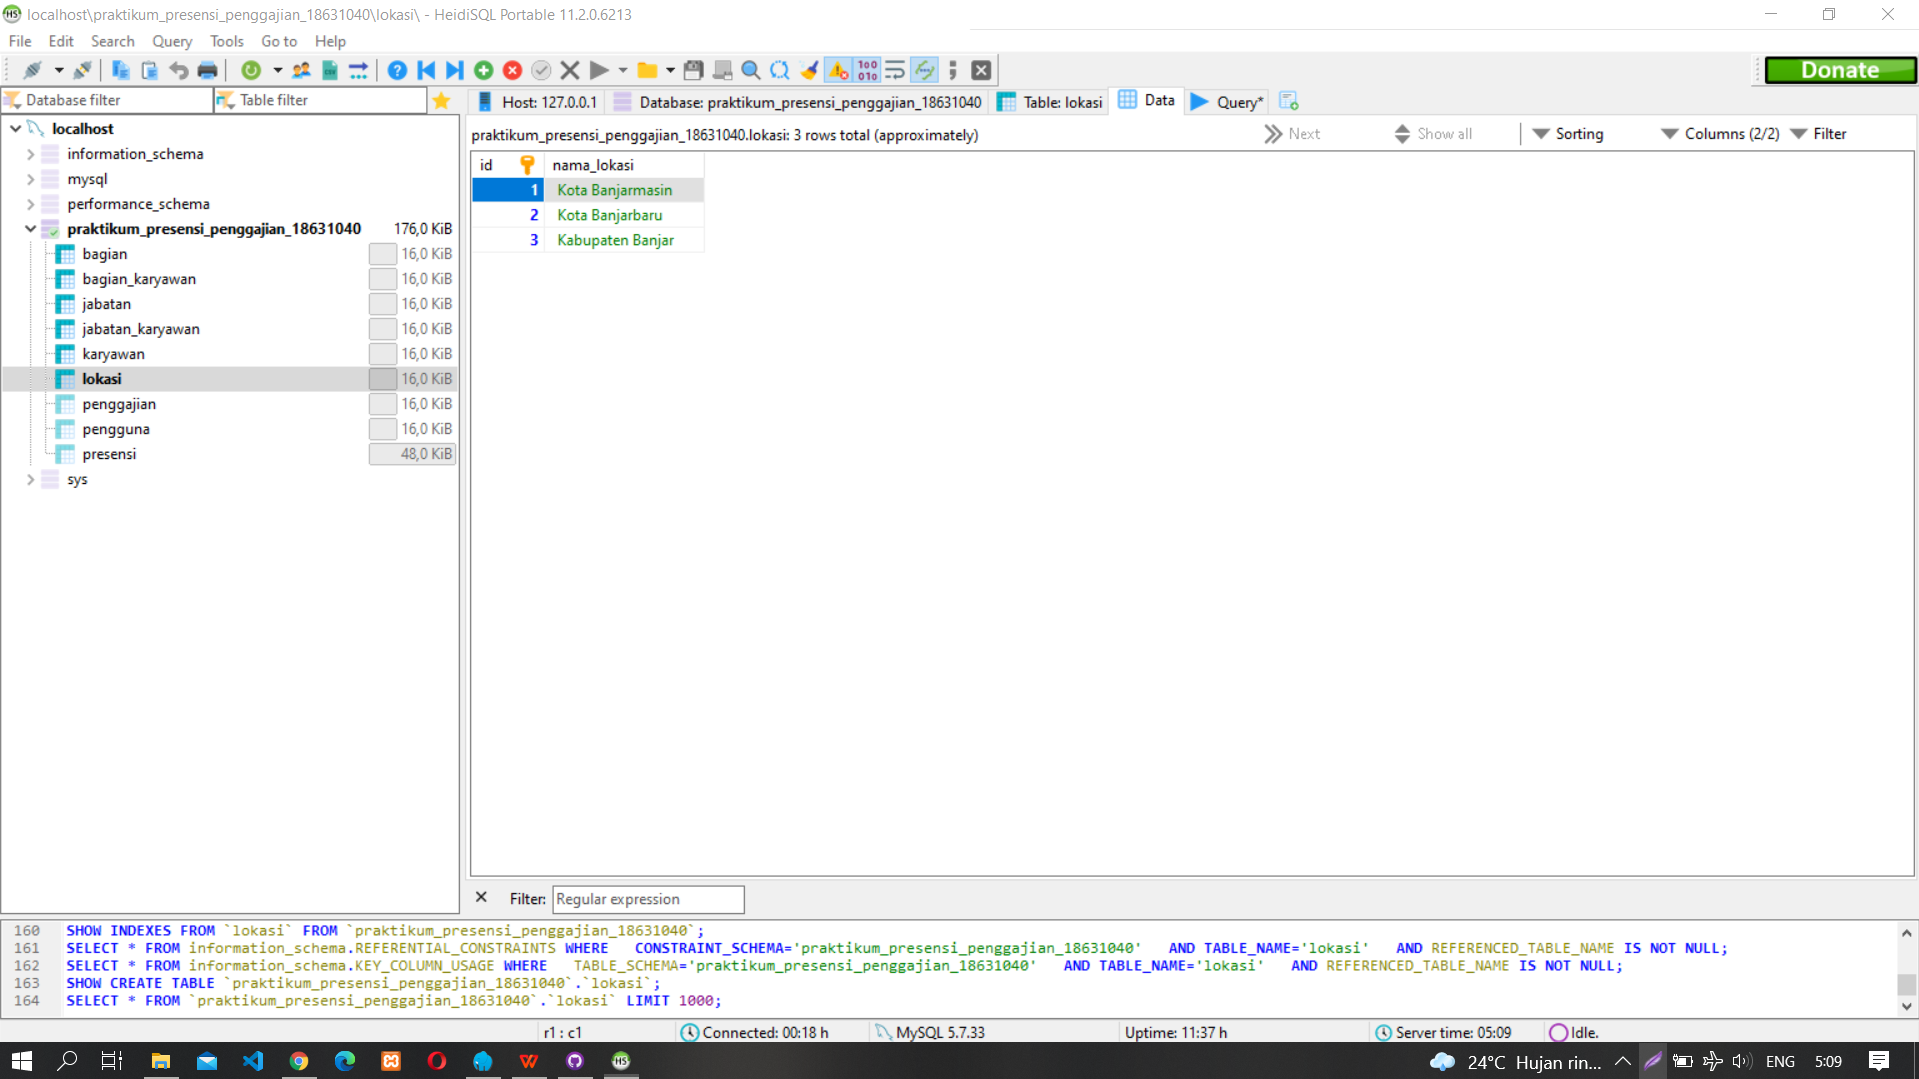 localhost\praktikum_presensi_penggajian_18631040\lokasi\ - HeidiSQL Portable 11.2.0.6213
File Edit Search Query Tools Go to Help
Donate
Database filter Table filter
Host: 127.0.0.1 Database: praktikum_presensi_penggajian_18631040 Table: lokasi Data Query*
praktikum_presensi_penggajian_18631040.lokasi: 3 rows total (approximately) Next Show all Sorting Columns (2/2) Filter
localhost
information_schema
mysql
performance_schema
praktikum_presensi_penggajian_18631040 176,0 KiB
bagian 16,0 KiB
bagian_karyawan 16,0 KiB
jabatan 16,0 KiB
jabatan_karyawan 16,0 KiB
karyawan 16,0 KiB
lokasi 16,0 KiB
penggajian 16,0 KiB
pengguna 16,0 KiB
presensi 48,0 KiB
sys
id nama_lokasi
1 Kota Banjarmasin
2 Kota Banjarbaru
3 Kabupaten Banjar
Filter: Regular expression
160 SHOW INDEXES FROM `lokasi` FROM `praktikum_presensi_penggajian_18631040`;
161 SELECT * FROM information_schema.REFERENTIAL_CONSTRAINTS WHERE   CONSTRAINT_SCHEMA='praktikum_presensi_penggajian_18631040'   AND TABLE_NAME='lokasi'   AND REFERENCED_TABLE_NAME IS NOT NULL;
162 SELECT * FROM information_schema.KEY_COLUMN_USAGE WHERE   TABLE_SCHEMA='praktikum_presensi_penggajian_18631040'   AND TABLE_NAME='lokasi'   AND REFERENCED_TABLE_NAME IS NOT NULL;
163 SHOW CREATE TABLE `praktikum_presensi_penggajian_18631040`.`lokasi`;
164 SELECT * FROM `praktikum_presensi_penggajian_18631040`.`lokasi` LIMIT 1000;
r1 : c1 Connected: 00:18 h MySQL 5.7.33 Uptime: 11:37 h Server time: 05:09 Idle.
24°C Hujan rin... ENG 5:09